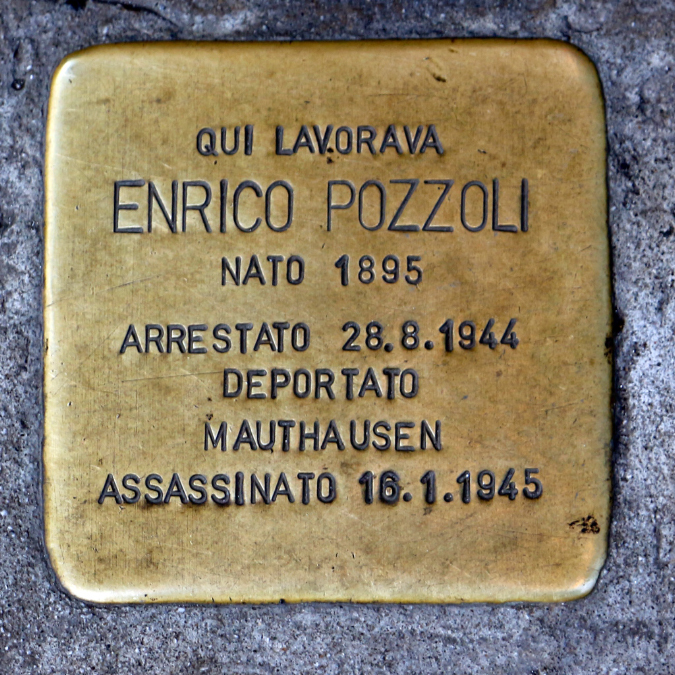 QUI LAVORAVA
ENRICO POZZOLI
NATO 1895
ARRESTATO 28.8.1944
DEPORTATO
MAUTHAUSEN
ASSASSINATO 16.1.1945